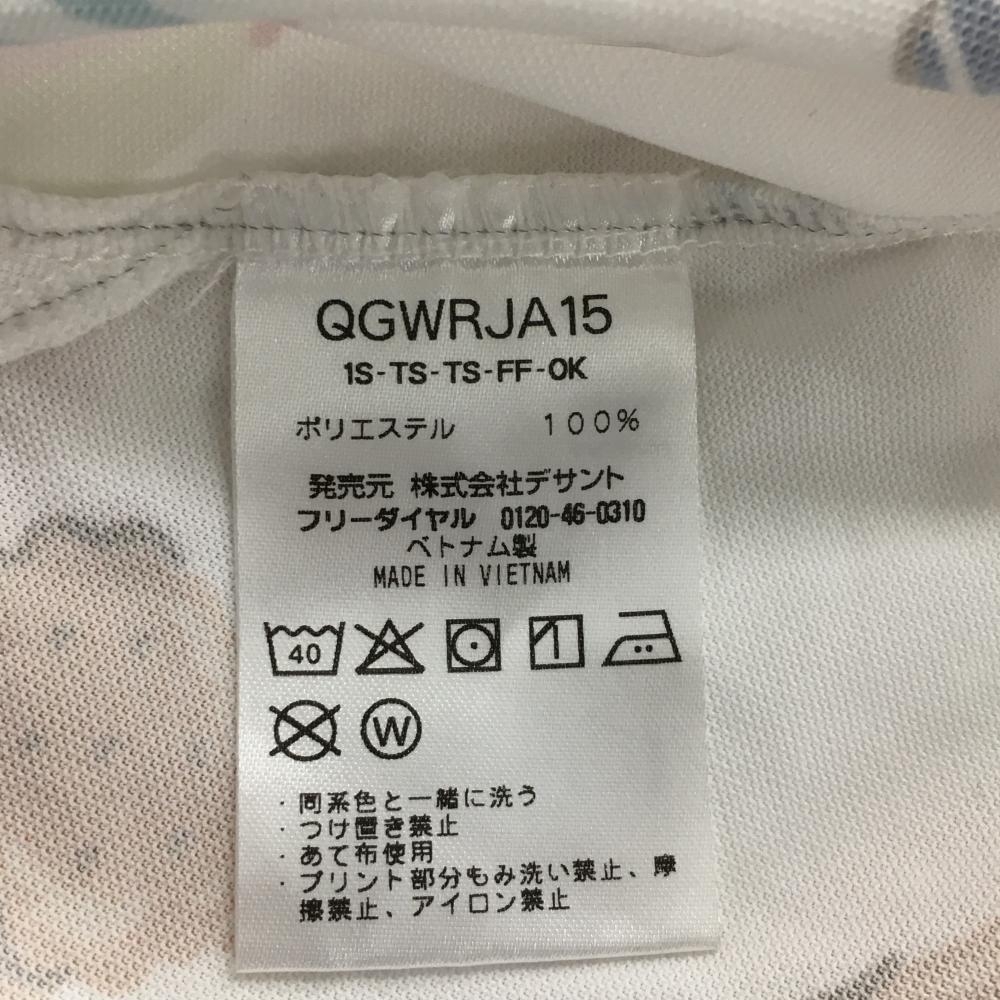 QGWRJA15
1S-TS-TS-FF-OK
ポリエステル 100%
発売元 株式会社デサント
フリーダイヤル 0120-46-0310
ベトナム製
MADE IN VIETNAM
40
W
・同系色と一緒に洗う
・つけ置き禁止
・あて布使用
・プリント部分もみ洗い禁止、摩
擦禁止、アイロン禁止